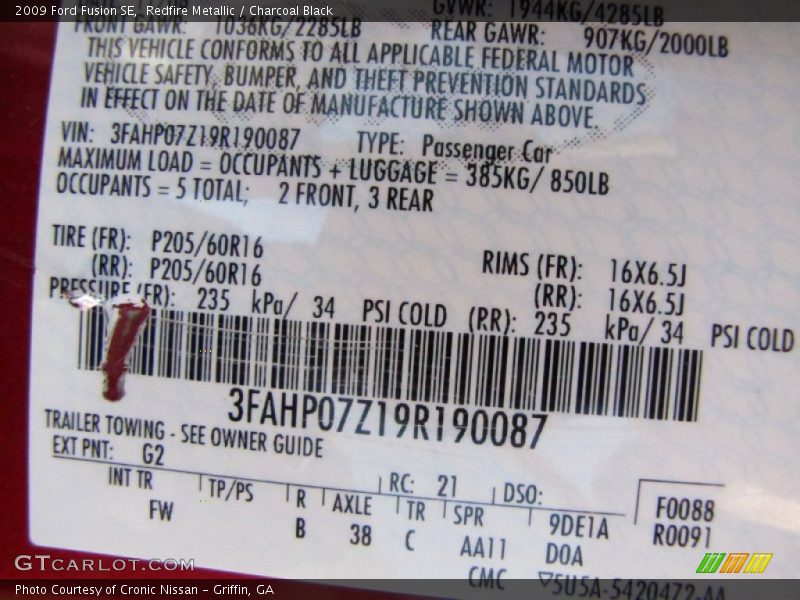 2009 Ford Fusion SE, Redfire Metallic / Charcoal Black
GVWR: 1944KG/4285LB
FRONT GAWR: 1036KG/2285LB REAR GAWR: 907KG/2000LB
THIS VEHICLE CONFORMS TO ALL APPLICABLE FEDERAL MOTOR
VEHICLE SAFETY, BUMPER, AND THEFT PREVENTION STANDARDS
IN EFFECT ON THE DATE OF MANUFACTURE SHOWN ABOVE.
VIN: 3FAHP07Z19R190087 TYPE: Passenger Car
MAXIMUM LOAD = OCCUPANTS + LUGGAGE = 385KG/ 850LB
OCCUPANTS = 5 TOTAL; 2 FRONT, 3 REAR
TIRE (FR): P205/60R16 RIMS (FR): 16X6.5J
(RR): P205/60R16 (RR): 16X6.5J
PRESSURE (FR): 235 kPa/ 34 PSI COLD (RR): 235 kPa/ 34 PSI COLD
3FAHP07Z19R190087
TRAILER TOWING - SEE OWNER GUIDE
EXT PNT: G2 RC: 21 DSO: F0088
INT TR TP/PS R AXLE TR SPR 9DE1A R0091
FW B 38 C AA11 D0A
CMC ▽5U5A-5420472-AA
GTCARLOT.COM
Photo Courtesy of Cronic Nissan - Griffin, GA